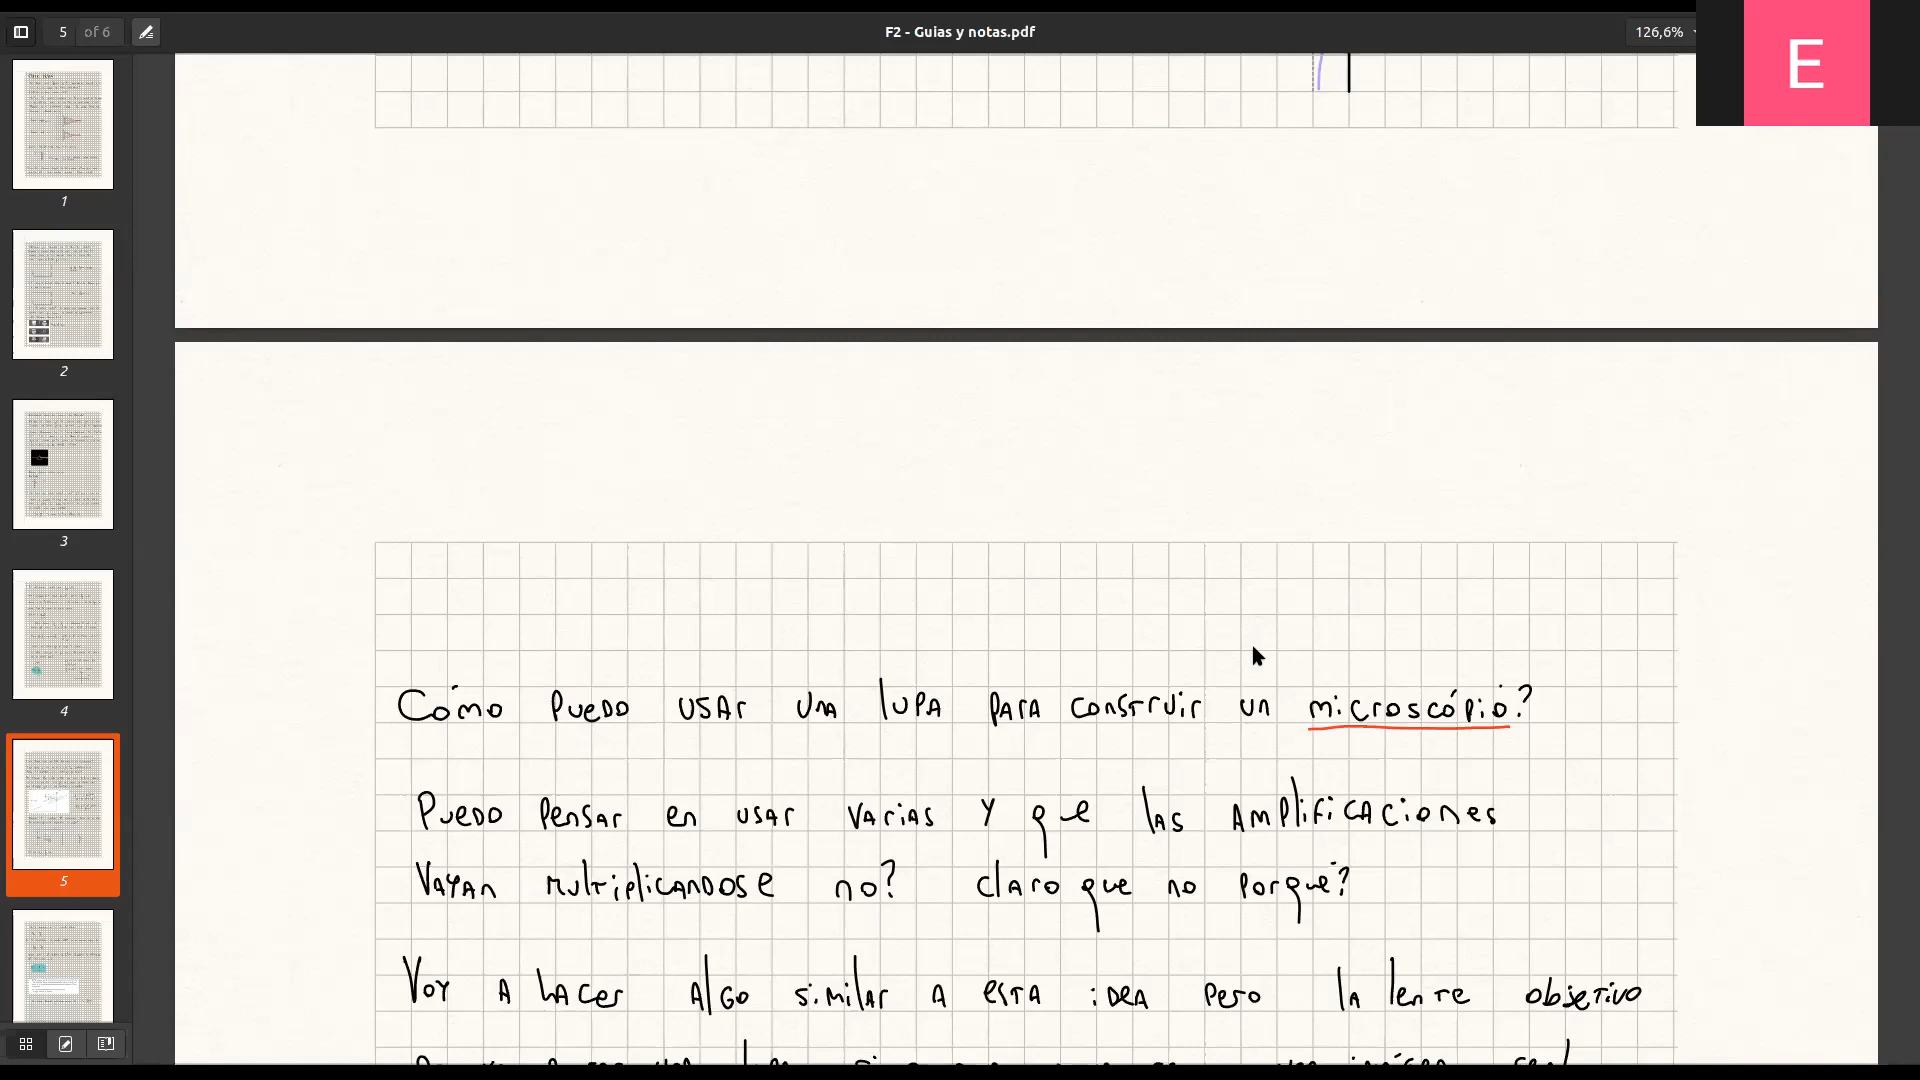 5 of 6
F2 - Guias y notas.pdf
126,6%
E
1
2
3
4
5
Cómo puedo usar una lupa para construir un microscópio?
Puedo pensar en usar varias y que las amplificaciones
vayan multiplicandose no? claro que no porqué?
Voy a hacer algo similar a esta idea pero la lente objetivo